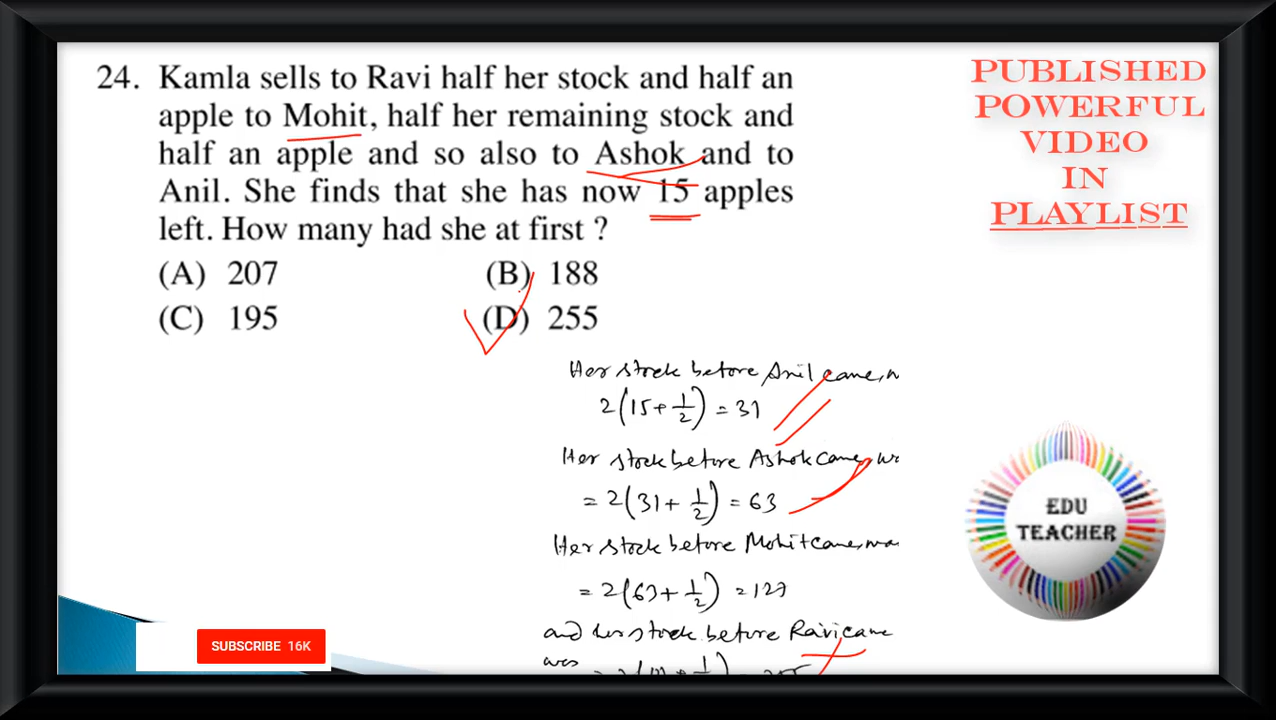 24. Kamla sells to Ravi half her stock and half an
apple to Mohit, half her remaining stock and
half an apple and so also to Ashok and to
Anil. She finds that she has now 15 apples
left. How many had she at first ?
(A) 207 (B) 188
(C) 195 (D) 255
Her stock before Anil came,
2(15+1/2) = 31
Her stock before Ashok came,
= 2(31+1/2) = 63
Her stock before Mohit came,
= 2(63+1/2) = 127
and her stock before Ravi came
was
PUBLISHED
POWERFUL
VIDEO
IN
PLAYLIST
EDU
TEACHER
SUBSCRIBE 16K